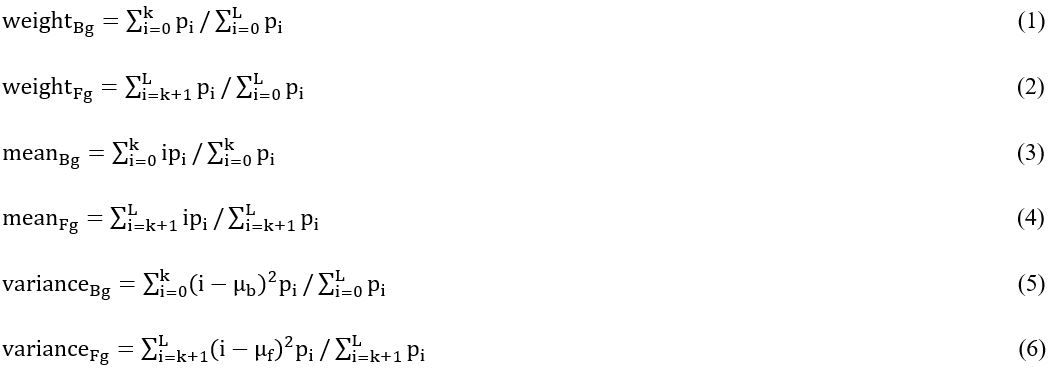 weight_Bg = ∑_{i=0}^{k} p_i / ∑_{i=0}^{L} p_i (1)
weight_Fg = ∑_{i=k+1}^{L} p_i / ∑_{i=0}^{L} p_i (2)
mean_Bg = ∑_{i=0}^{k} ip_i / ∑_{i=0}^{k} p_i (3)
mean_Fg = ∑_{i=k+1}^{L} ip_i / ∑_{i=k+1}^{L} p_i (4)
variance_Bg = ∑_{i=0}^{k} (i − μ_b)^2 p_i / ∑_{i=0}^{L} p_i (5)
variance_Fg = ∑_{i=k+1}^{L} (i − μ_f)^2 p_i / ∑_{i=k+1}^{L} p_i (6)